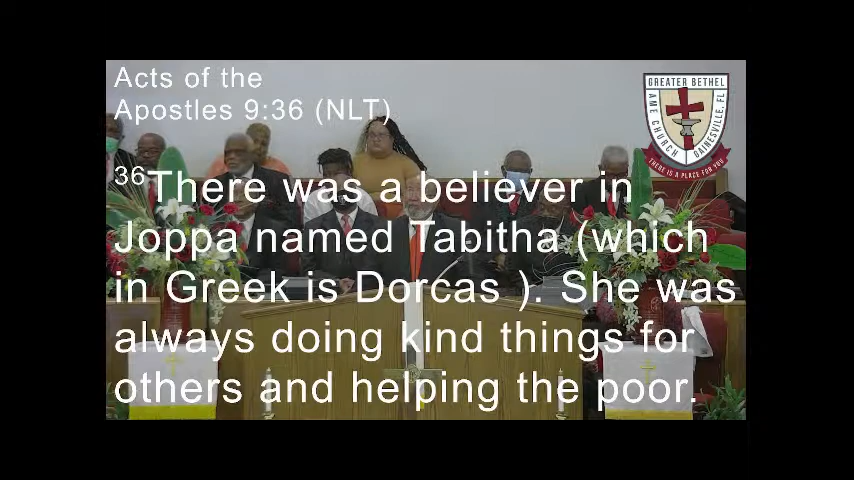 Acts of the
Apostles 9:36 (NLT)
GREATER BETHEL
AME CHURCH
GAINESVILLE, FL
THERE IS A PLACE FOR YOU
36There was a believer in
Joppa named Tabitha (which
in Greek is Dorcas ). She was
always doing kind things for
others and helping the poor.